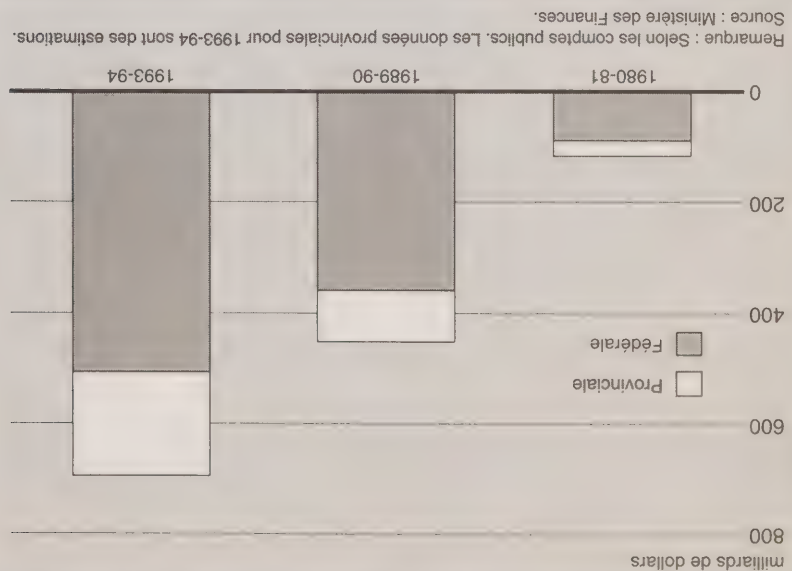 milliards de dollars
800
600
400
200
0
Provinciale
Fédérale
1980-81
1989-90
1993-94
Remarque : Selon les comptes publics. Les données provinciales pour 1993-94 sont des estimations.
Source : Ministère des Finances.